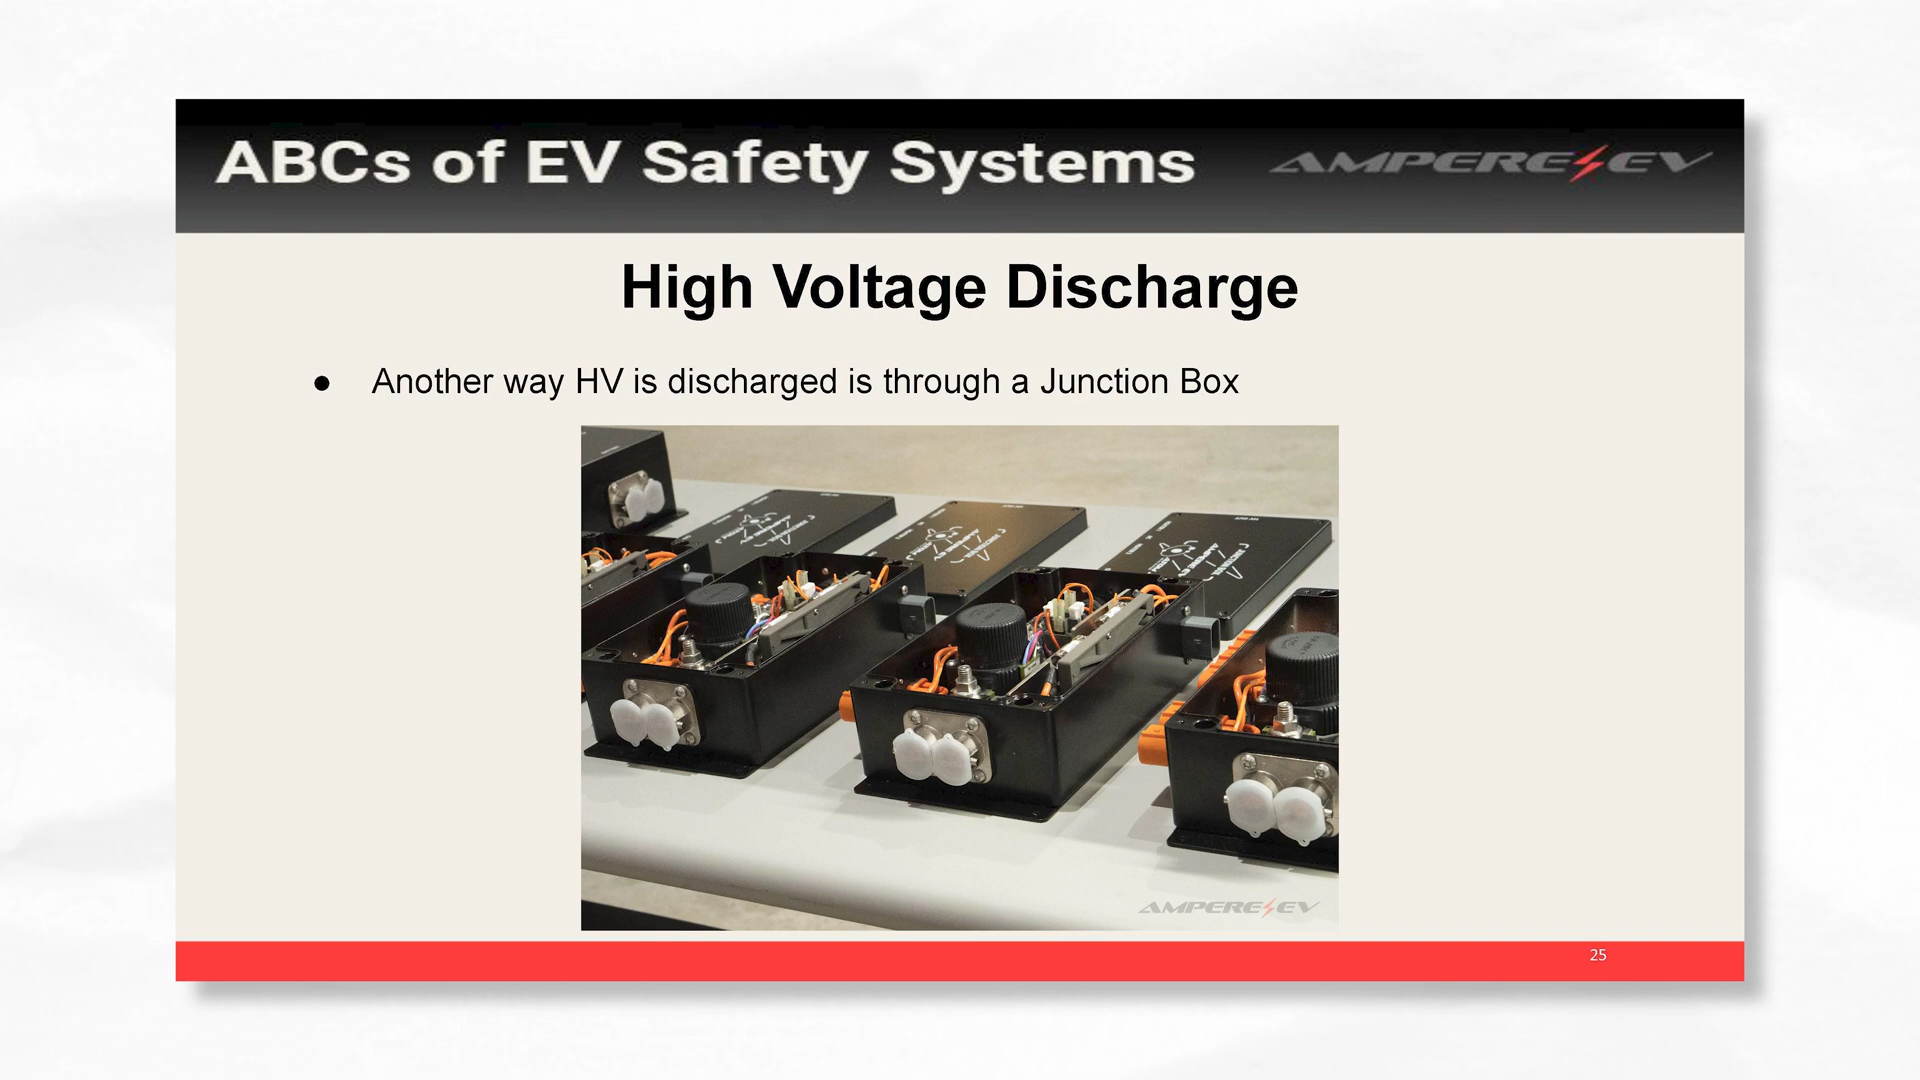 ABCs of EV Safety Systems
AMPERE EV
High Voltage Discharge
● Another way HV is discharged is through a Junction Box
AMPERE EV
25